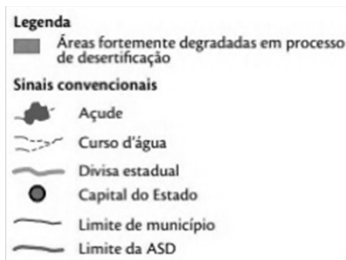 Legenda
Áreas fortemente degradadas em processo
de desertificação
Sinais convencionais
Açude
Curso d'água
Divisa estadual
Capital do Estado
Limite de município
Limite da ASD